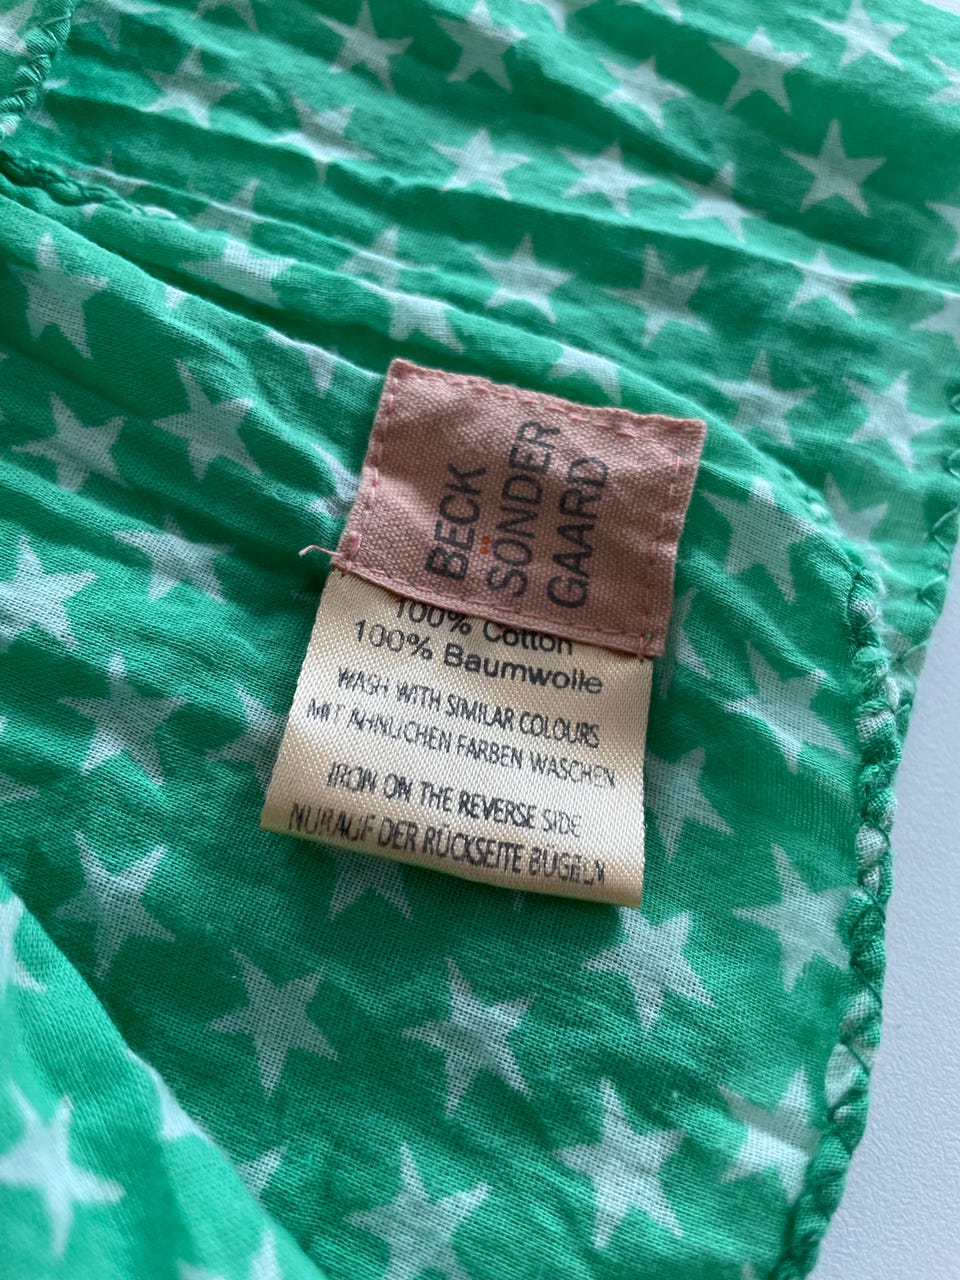 BECK
SÖNDER
GAARD
100% Cotton
100% Baumwolle
WASH WITH SIMILAR COLOURS
MIT ÄHNLICHEN FARBEN WASCHEN
IRON ON THE REVERSE SIDE
NUR AUF DER RÜCKSEITE BÜGELN